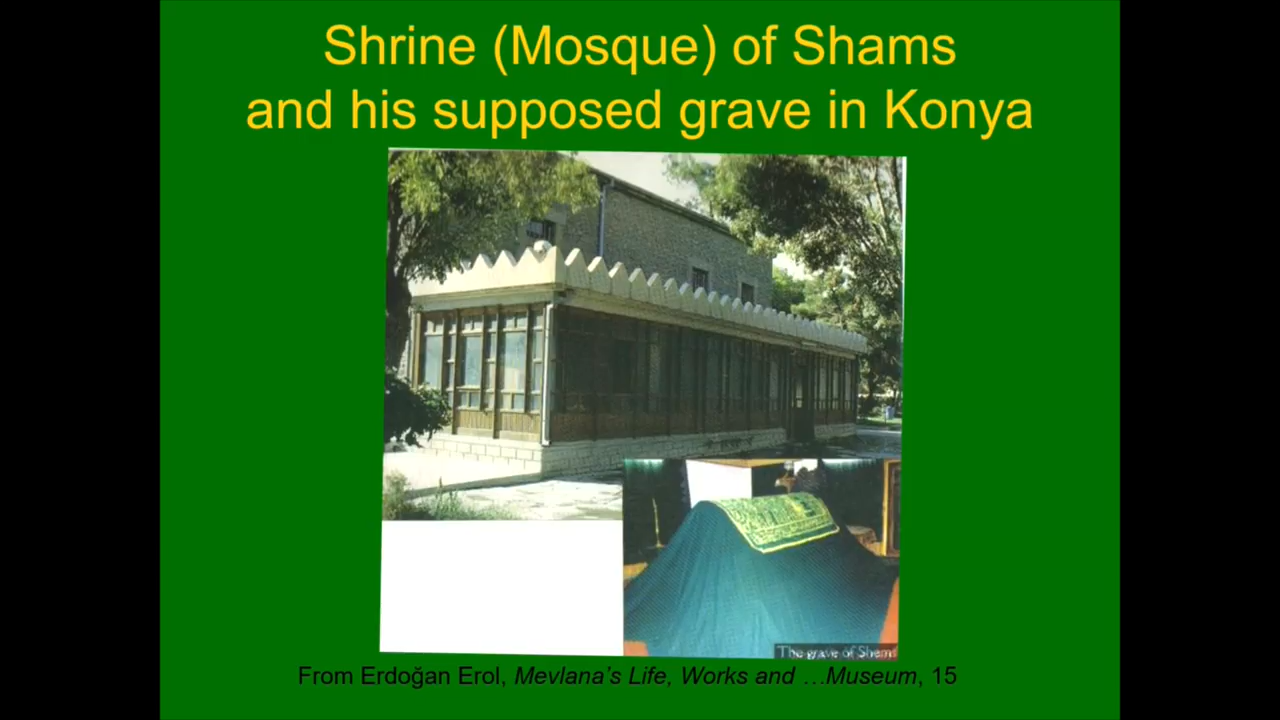 Shrine (Mosque) of Shams
and his supposed grave in Konya
The grave of Shems
From Erdoğan Erol, Mevlana’s Life, Works and …Museum, 15